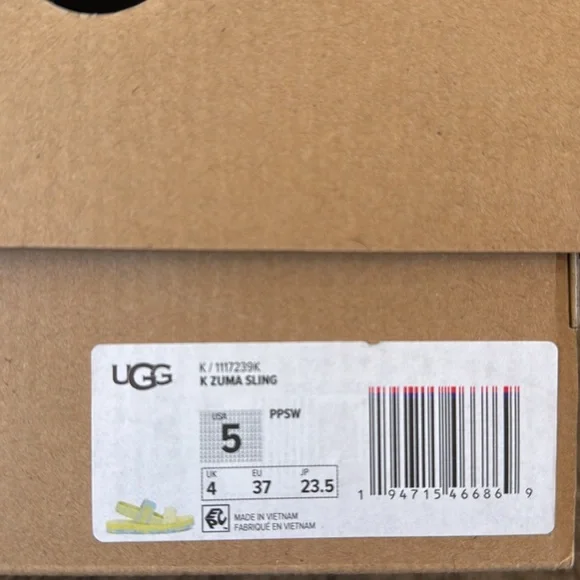 UGG
K / 1117239K
K ZUMA SLING
USA
5
PPSW
UK EU JP
4 37 23.5
1 94715 46686 9
MADE IN VIETNAM
FABRIQUÉ EN VIETNAM